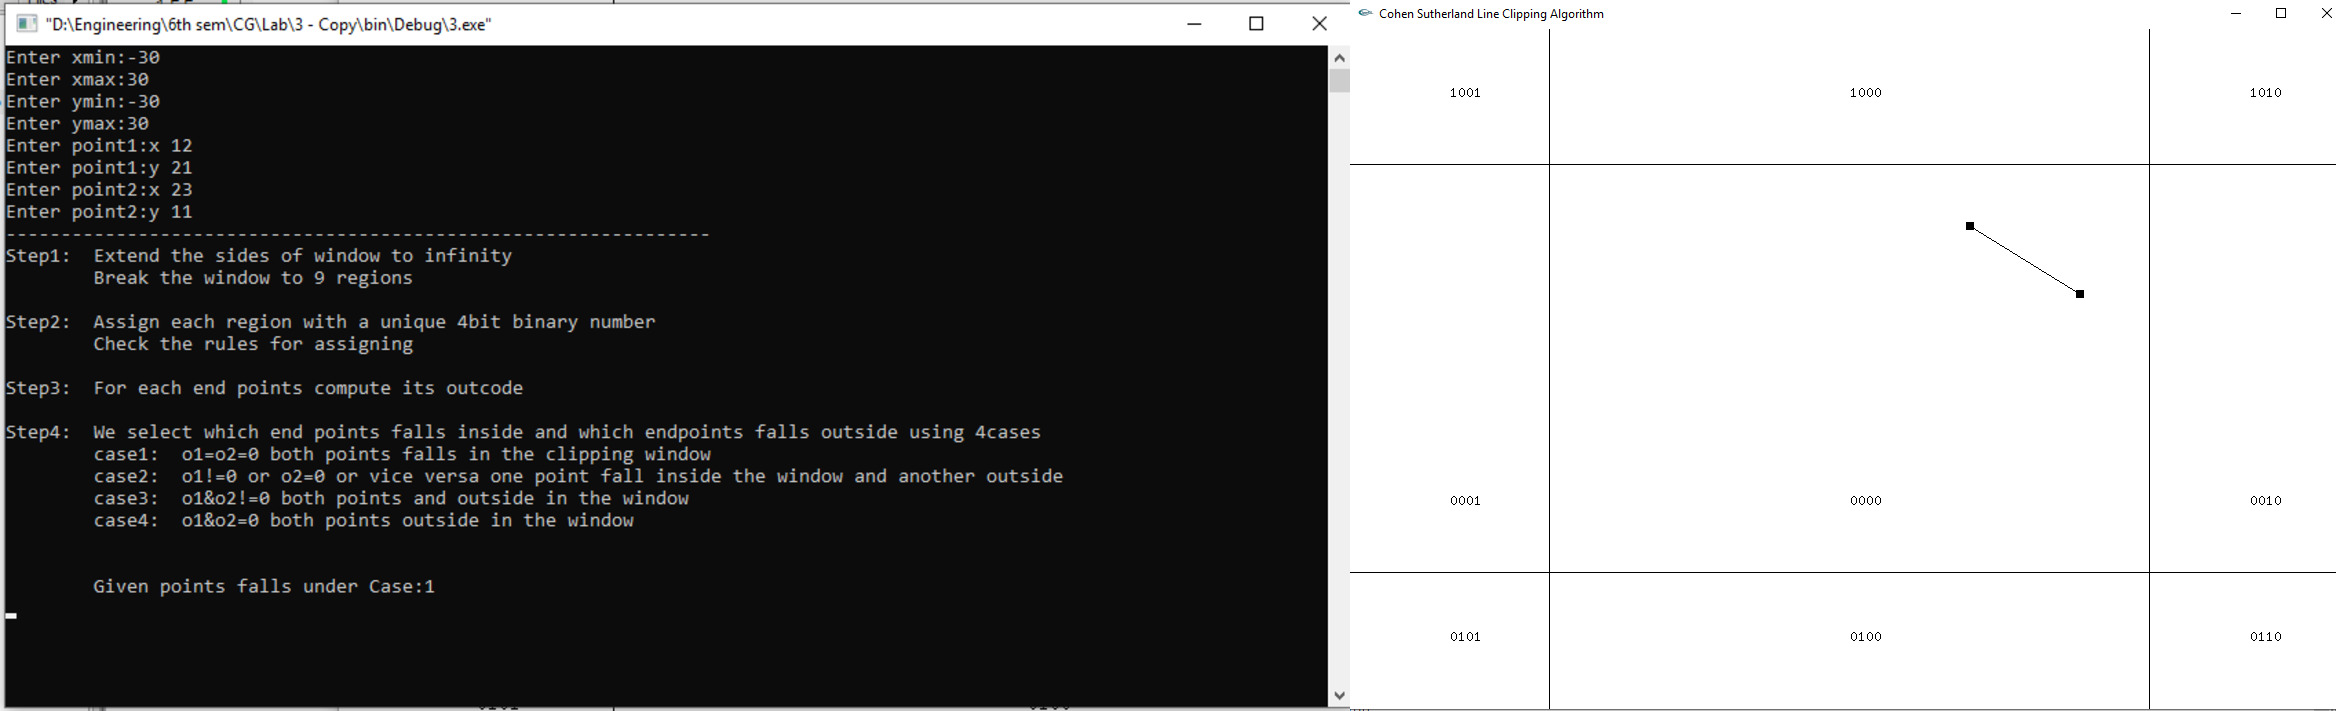 "D:\Engineering\6th sem\CG\Lab\3 - Copy\bin\Debug\3.exe"
Enter xmin:-30
Enter xmax:30
Enter ymin:-30
Enter ymax:30
Enter point1:x 12
Enter point1:y 21
Enter point2:x 23
Enter point2:y 11
----------------------------------------------------------------
Step1:  Extend the sides of window to infinity
        Break the window to 9 regions
Step2:  Assign each region with a unique 4bit binary number
        Check the rules for assigning
Step3:  For each end points compute its outcode
Step4:  We select which end points falls inside and which endpoints falls outside using 4cases
        case1:  o1=o2=0 both points falls in the clipping window
        case2:  o1!=0 or o2=0 or vice versa one point fall inside the window and another outside
        case3:  o1&o2!=0 both points and outside in the window
        case4:  o1&o2=0 both points outside in the window
        Given points falls under Case:1
Cohen Sutherland Line Clipping Algorithm
1001 1000 1010
0001 0000 0010
0101 0100 0110